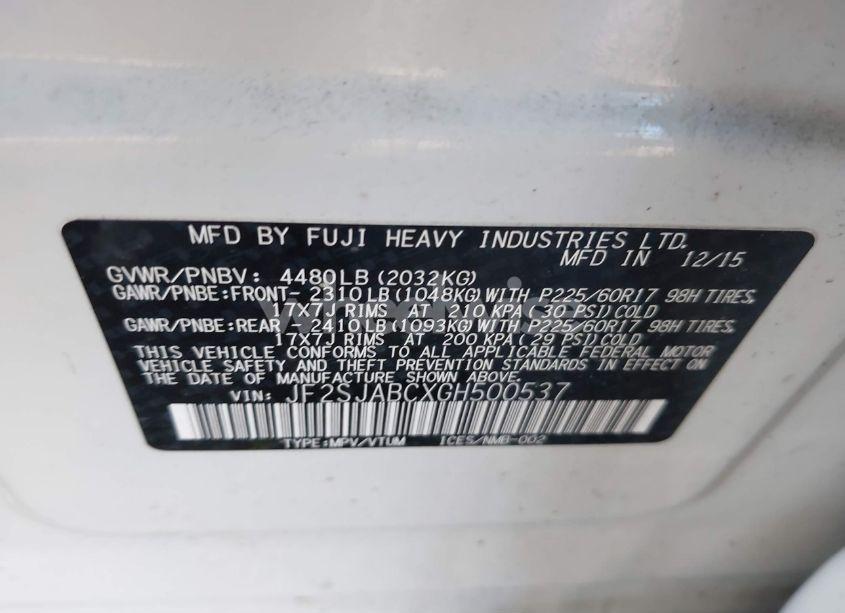 MFD BY FUJI HEAVY INDUSTRIES LTD.
MFD IN 12/15
GVWR/PNBV: 4480LB(2032KG)
GAWR/PNBE:FRONT- 2310LB(1048KG)WITH P225/60R17 98H TIRES,
17X7J RIMS AT 210 KPA(30 PSI)COLD
GAWR/PNBE:REAR - 2410LB(1093KG)WITH P225/60R17 98H TIRES,
17X7J RIMS AT 200 KPA(29 PSI)COLD
THIS VEHICLE CONFORMS TO ALL APPLICABLE FEDERAL MOTOR
VEHICLE SAFETY AND THEFT PREVENTION STANDARDS IN EFFECT ON
THE DATE OF MANUFACTURE SHOWN ABOVE.
VIN: JF2SJABCXGH500537
TYPE:MPV/VTUM ICES/NMB-002